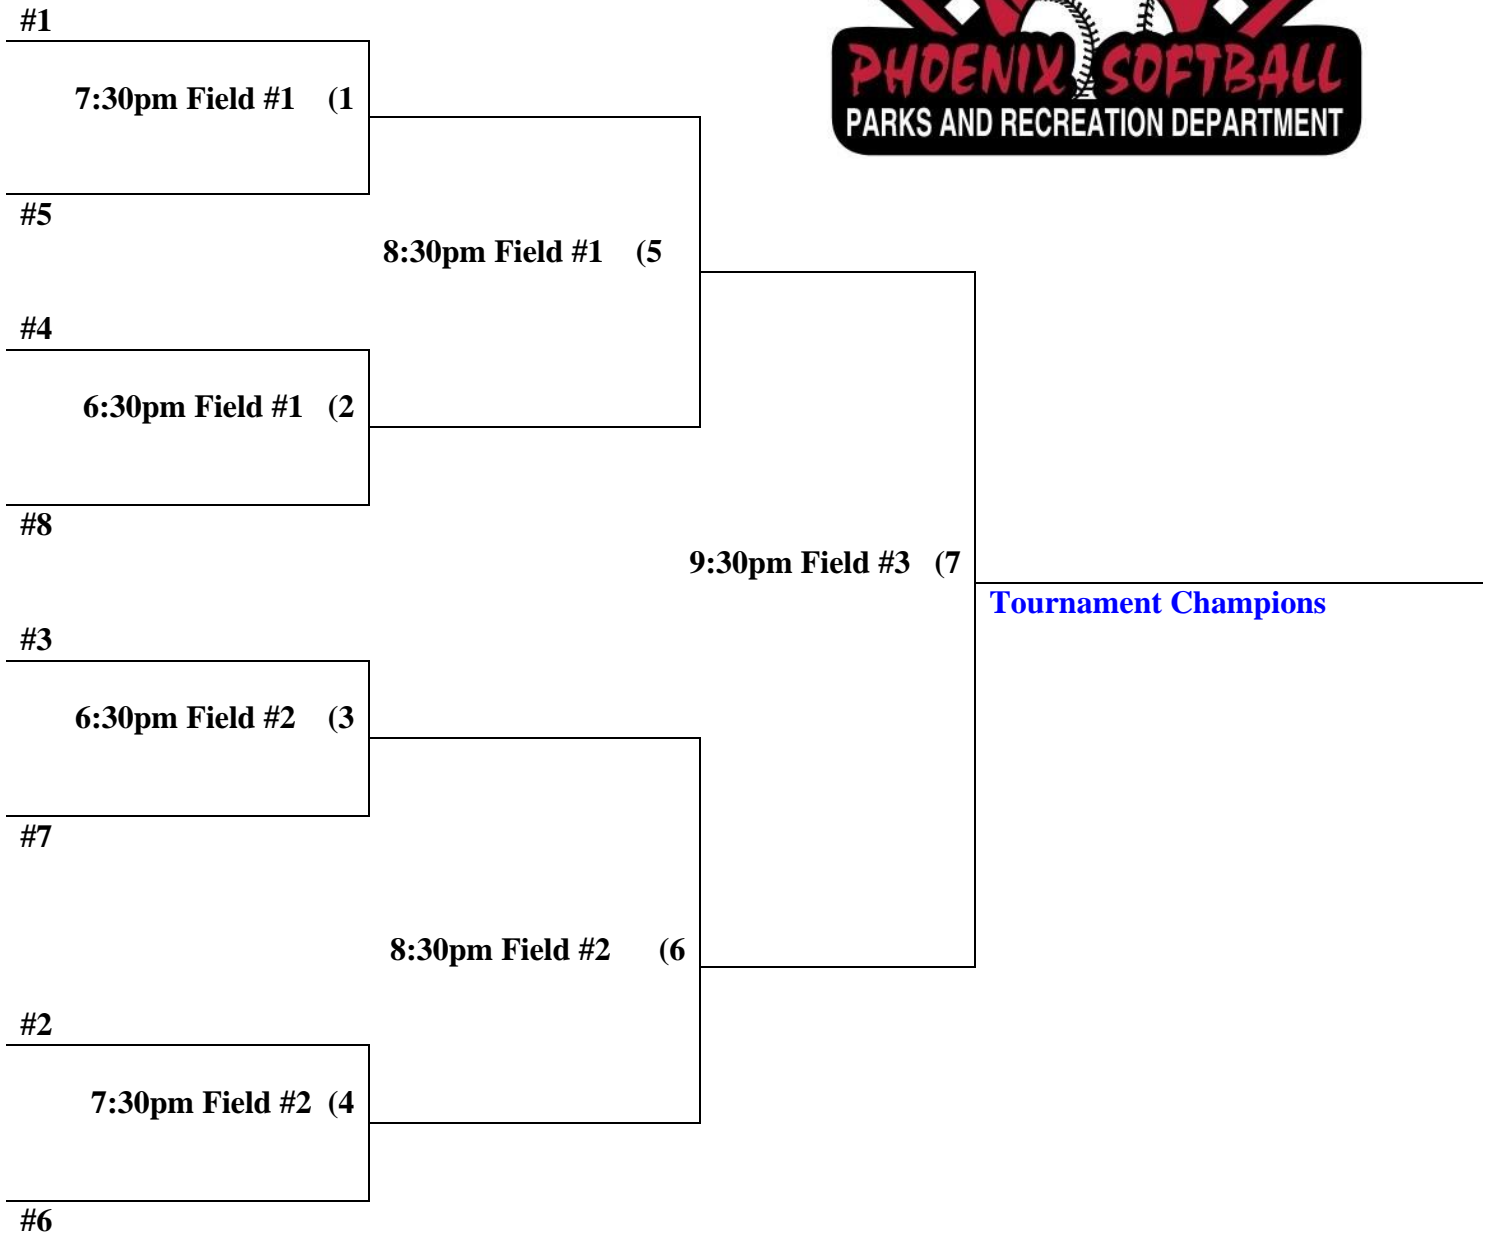 #1
PHOENIX SOFTBALL
PARKS AND RECREATION DEPARTMENT
7:30pm Field #1 (1
#5
8:30pm Field #1 (5
#4
6:30pm Field #1 (2
#8
9:30pm Field #3 (7
Tournament Champions
#3
6:30pm Field #2 (3
#7
8:30pm Field #2 (6
#2
7:30pm Field #2 (4
#6